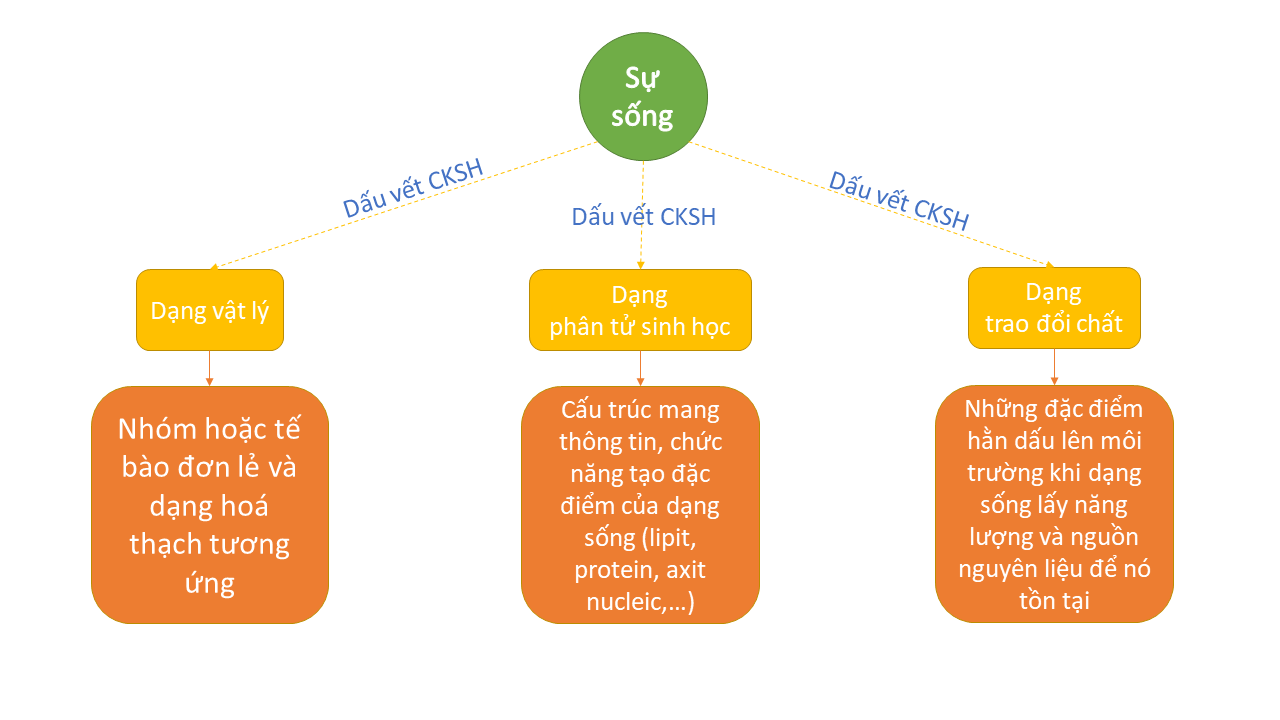 Sự
sống
Dấu vết CKSH
Dấu vết CKSH
Dấu vết CKSH
Dạng vật lý
Dạng
phân tử sinh học
Dạng
trao đổi chất
Nhóm hoặc tế
bào đơn lẻ và
dạng hoá
thạch tương
ứng
Cấu trúc mang
thông tin, chức
năng tạo đặc
điểm của dạng
sống (lipit,
protein, axit
nucleic,...)
Những đặc điểm
hằn dấu lên môi
trường khi dạng
sống lấy năng
lượng và nguồn
nguyên liệu để nó
tồn tại